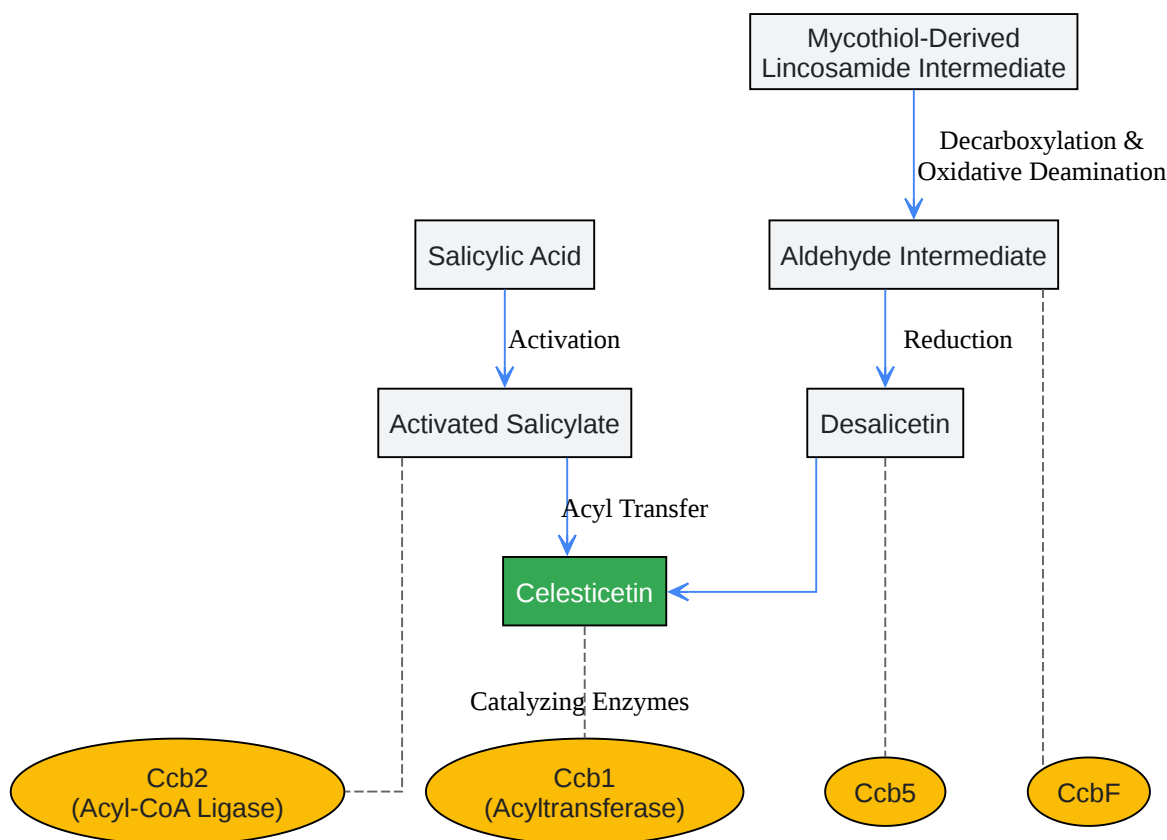 Mycothiol-Derived
Lincosamide Intermediate
Decarboxylation &
Oxidative Deamination
Salicylic Acid
Aldehyde Intermediate
Activation
Reduction
Activated Salicylate
Desalicetin
Acyl Transfer
Celesticetin
Catalyzing Enzymes
Ccb2
(Acyl-CoA Ligase)
Ccb1
(Acyltransferase)
Ccb5
CcbF